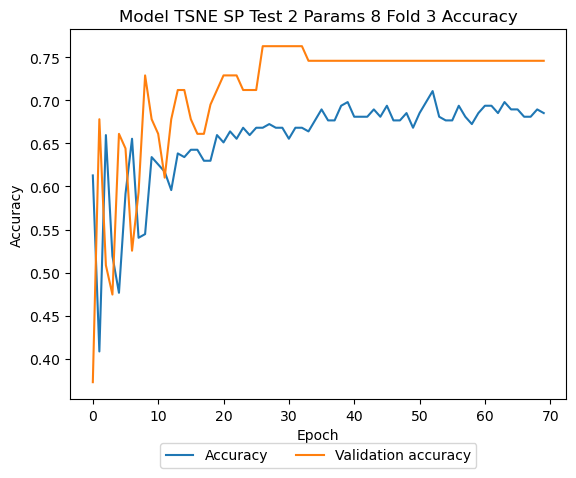 Model TSNE SP Test 2 Params 8 Fold 3 Accuracy
0.75
0.70
0.65
0.60
0.55
0.50
0.45
0.40
Accuracy
0 10 20 30 40 50 60 70
Epoch
Accuracy Validation accuracy